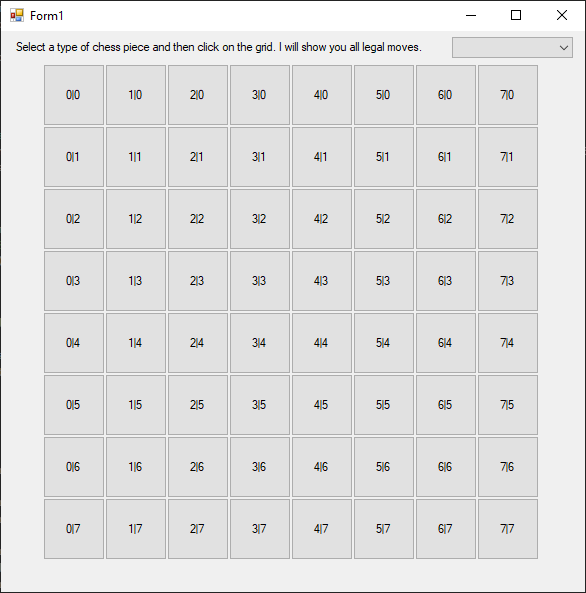 Form1
Select a type of chess piece and then click on the grid. I will show you all legal moves.
0|0 1|0 2|0 3|0 4|0 5|0 6|0 7|0
0|1 1|1 2|1 3|1 4|1 5|1 6|1 7|1
0|2 1|2 2|2 3|2 4|2 5|2 6|2 7|2
0|3 1|3 2|3 3|3 4|3 5|3 6|3 7|3
0|4 1|4 2|4 3|4 4|4 5|4 6|4 7|4
0|5 1|5 2|5 3|5 4|5 5|5 6|5 7|5
0|6 1|6 2|6 3|6 4|6 5|6 6|6 7|6
0|7 1|7 2|7 3|7 4|7 5|7 6|7 7|7